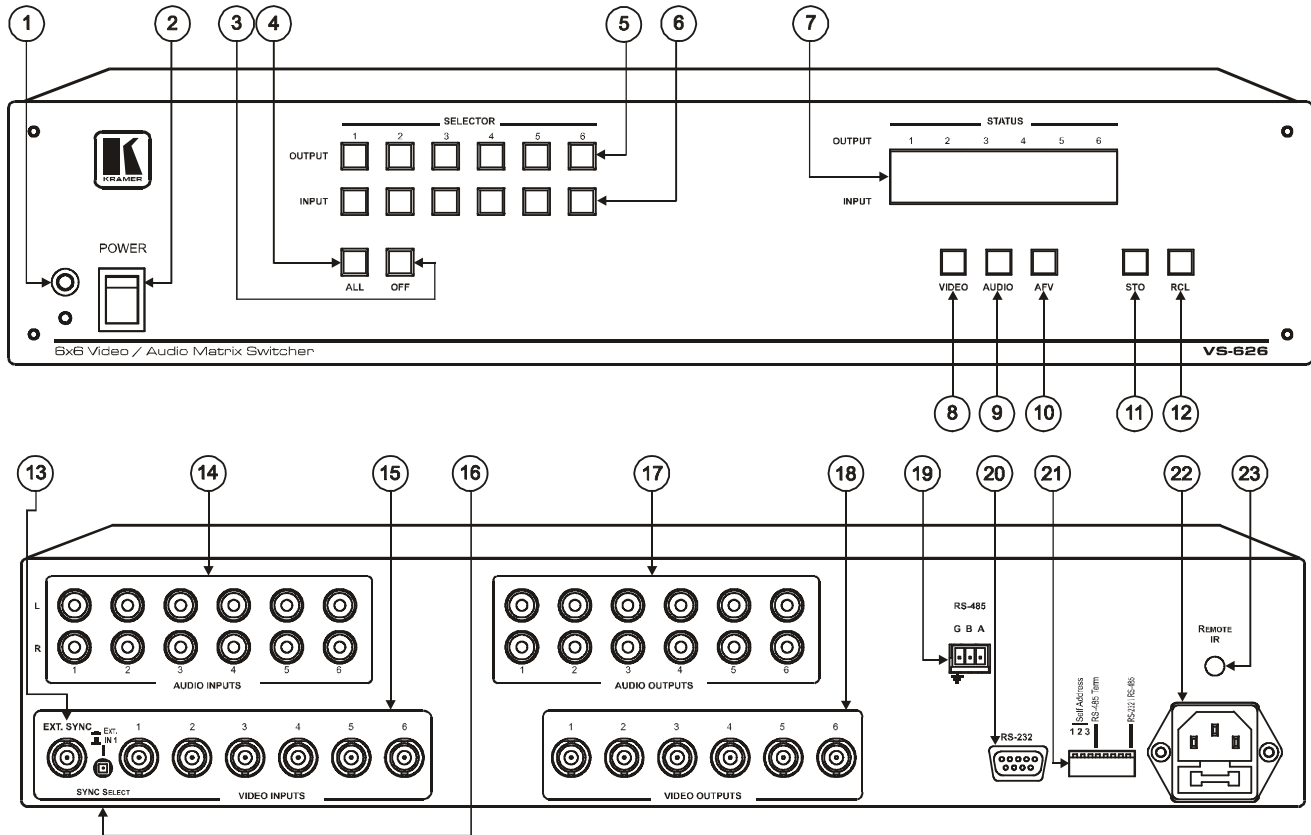 1 2 3 4 5 6 7
SELECTOR
1 2 3 4 5 6
OUTPUT
INPUT
ALL OFF
STATUS
OUTPUT 1 2 3 4 5 6
INPUT
K
KRAMER
POWER
VIDEO AUDIO AFV STO RCL
6x6 Video / Audio Matrix Switcher
VS-626
8 9 10 11 12
13 14 15 16 17 18 19 20 21 22 23
L
R
1 2 3 4 5 6
AUDIO INPUTS
1 2 3 4 5 6
AUDIO OUTPUTS
EXT. SYNC
EXT.
IN 1
SYNC SELECT
1 2 3 4 5 6
VIDEO INPUTS
1 2 3 4 5 6
VIDEO OUTPUTS
RS-485
G B A
RS-232
1 2 3
Self Address
RS-485 Term
RS-232 | RS-485
REMOTE
IR